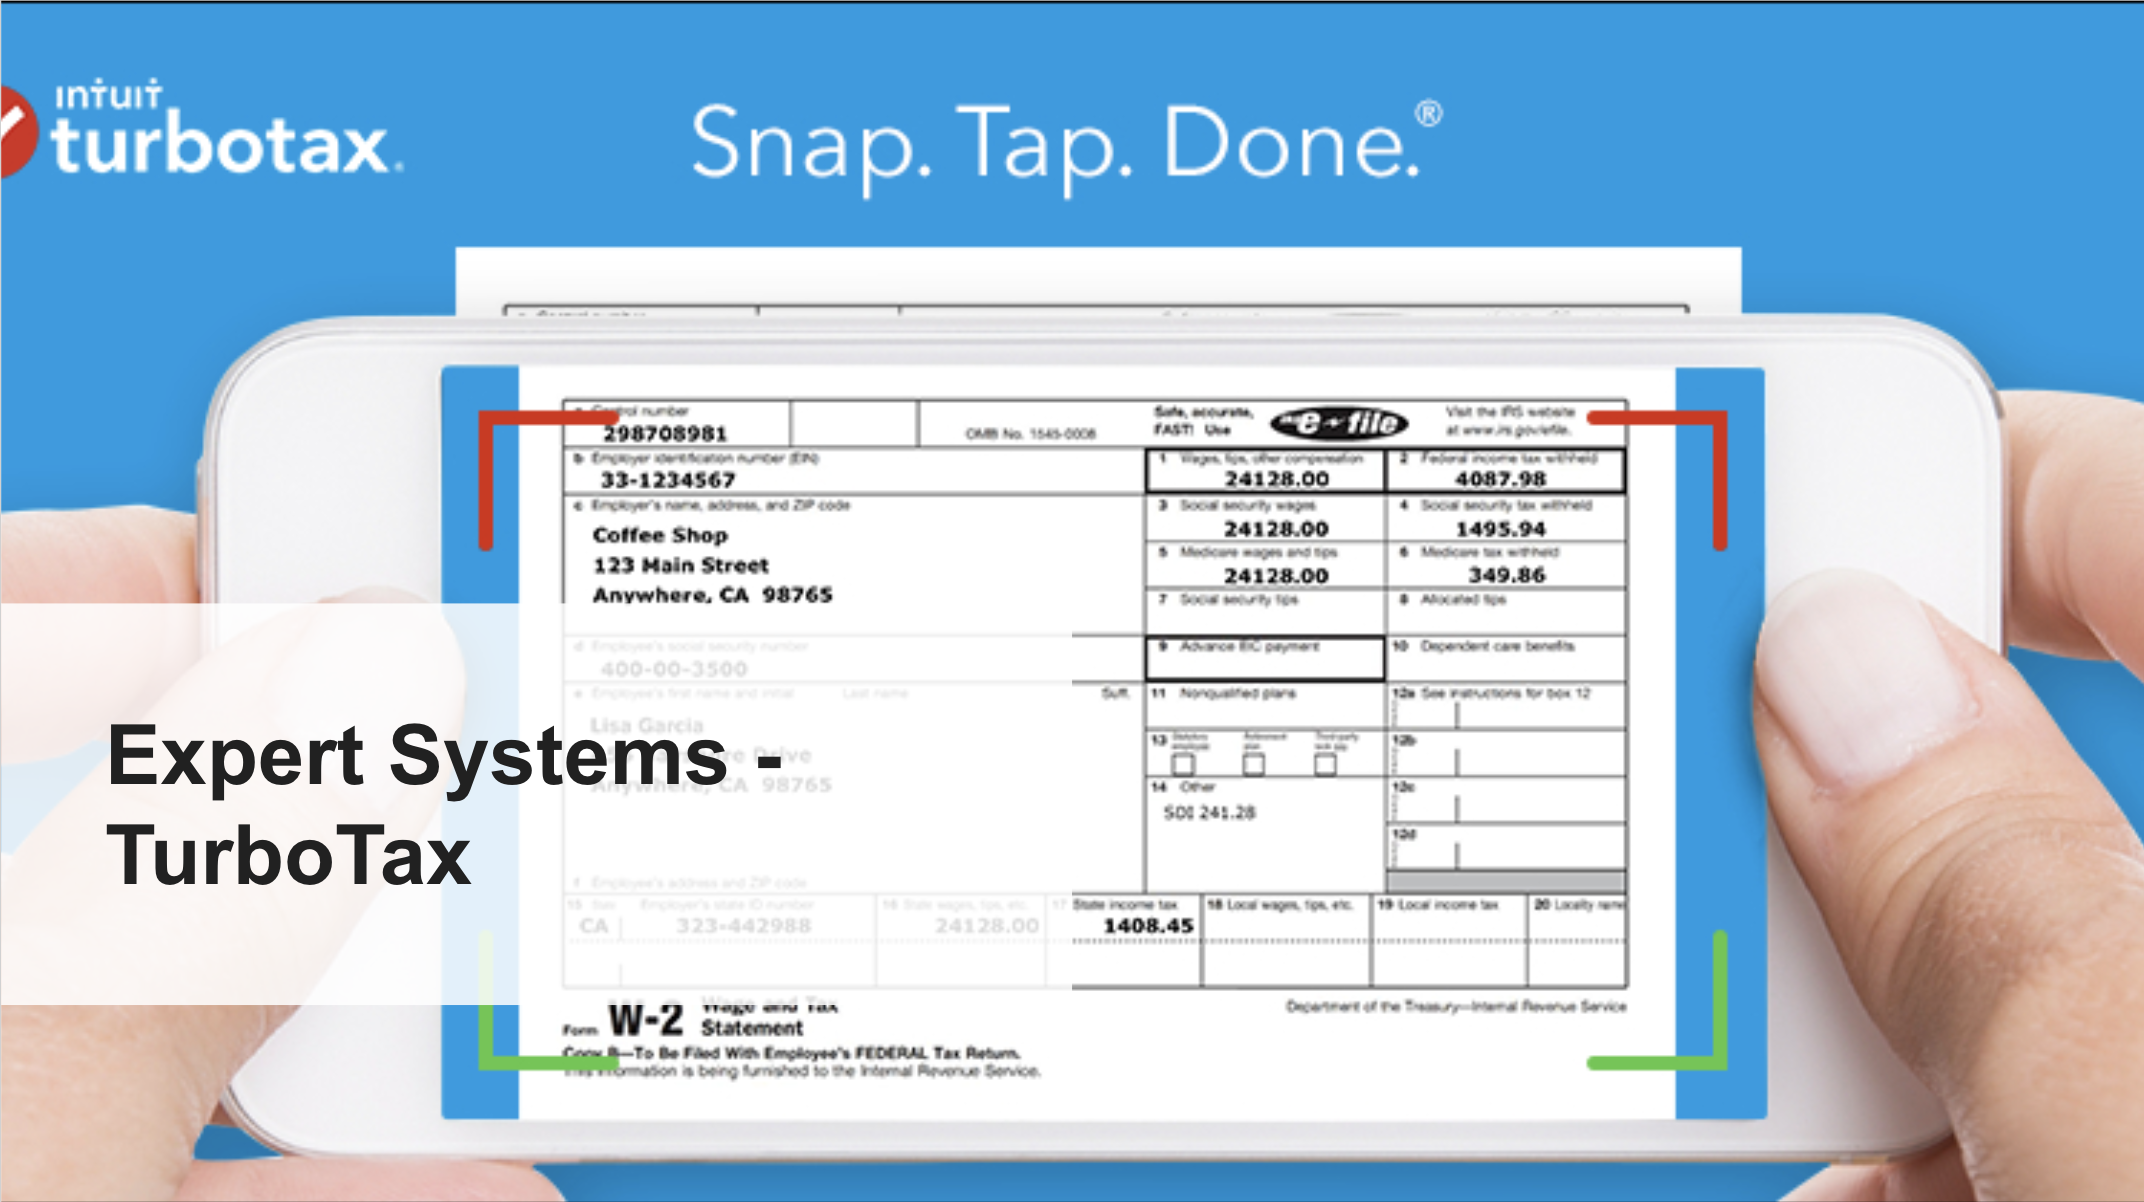 intuit
turbotax.
Snap. Tap. Done.®
Control number
298708981
OMB No. 1545-0008
Safe, accurate,
FAST! Use
e-file
Visit the IRS website
at www.irs.gov/efile.
b Employer identification number (EIN)
33-1234567
1 Wages, tips, other compensation
24128.00
2 Federal income tax withheld
4087.98
c Employer's name, address, and ZIP code
Coffee Shop
123 Main Street
Anywhere, CA 98765
3 Social security wages
24128.00
4 Social security tax withheld
1495.94
5 Medicare wages and tips
24128.00
6 Medicare tax withheld
349.86
7 Social security tips
8 Allocated tips
d Employee's social security number
400-00-3500
9 Advance EIC payment
10 Dependent care benefits
e Employee's first name and initial
Last name
Suff.
Lisa Garcia
Drive
Anywhere, CA 98765
11 Nonqualified plans
12a See instructions for box 12
13 Statutory employee
Retirement plan
Third-party sick pay
12b
14 Other
SDI 241.28
12c
12d
f Employee's address and ZIP code
15 State
Employer's state ID number
16 State wages, tips, etc.
17 State income tax
18 Local wages, tips, etc.
19 Local income tax
20 Locality name
CA
323-442988
24128.00
1408.45
Form W-2 Wage and Tax
Statement
Department of the Treasury—Internal Revenue Service
Copy B—To Be Filed With Employee's FEDERAL Tax Return.
This information is being furnished to the Internal Revenue Service.
Expert Systems -
TurboTax